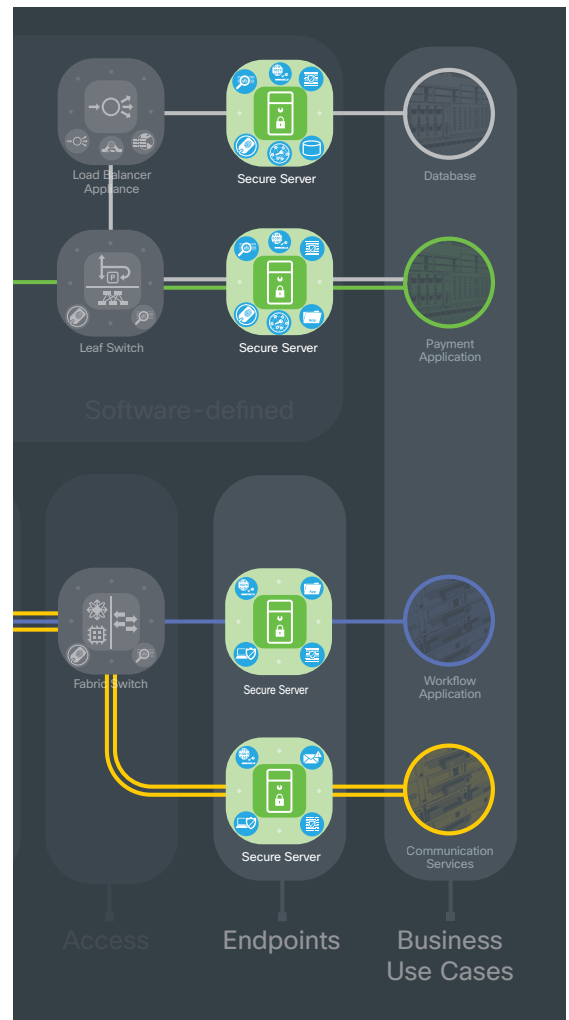 Load Balancer
Appliance
Secure Server
Database
Leaf Switch
P
Secure Server
Payment
Application
Software-defined
Fabric Switch
Secure Server
Workflow
Application
Secure Server
Communication
Services
Access
Endpoints
Business
Use Cases